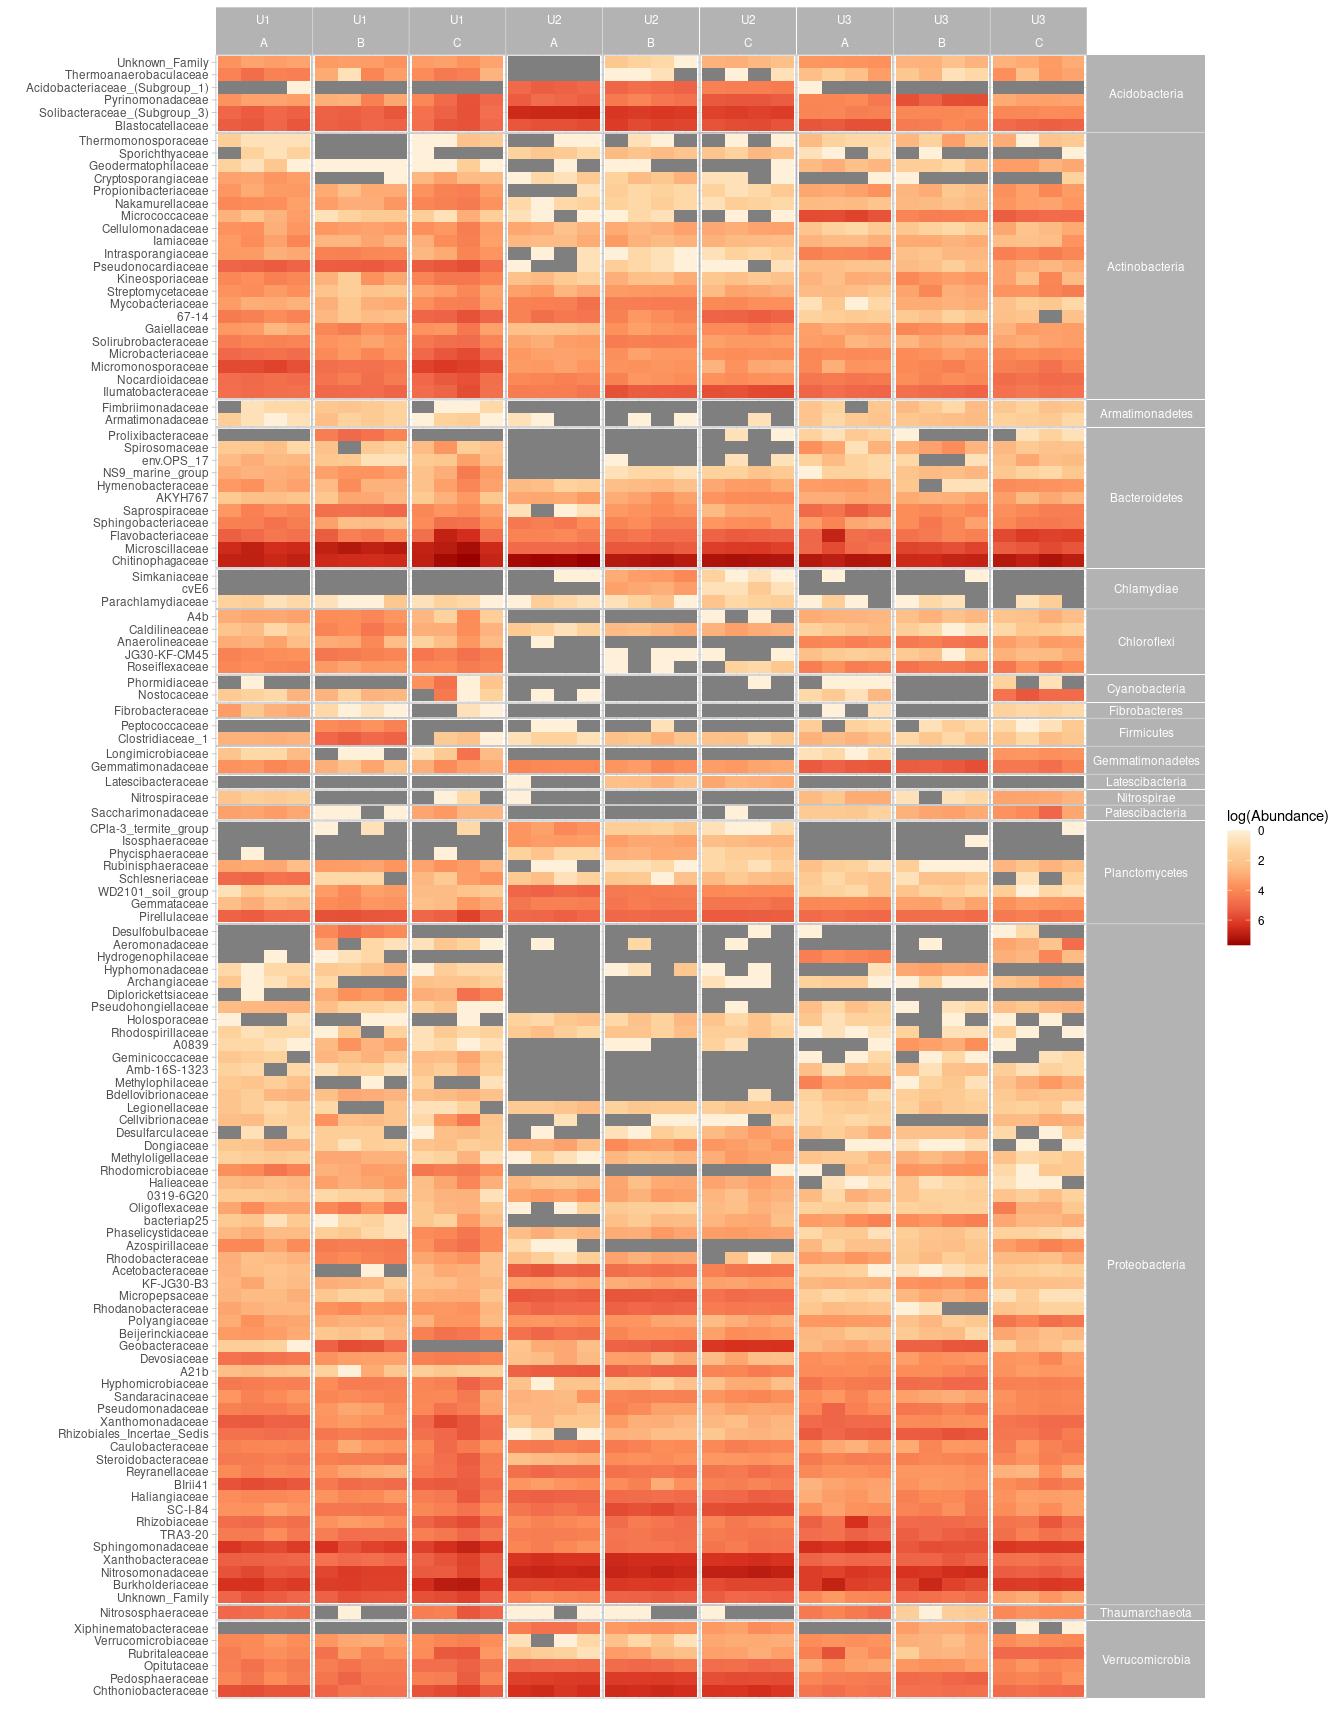 U1 U1 U1 U2 U2 U2 U3 U3 U3
A B C A B C A B C
Unknown_Family
Thermoanaerobaculaceae
Acidobacteriaceae_(Subgroup_1)
Pyrinomonadaceae
Solibacteraceae_(Subgroup_3)
Blastocatellaceae
Acidobacteria
Thermomonosporaceae
Sporichthyaceae
Geodermatophilaceae
Cryptosporangiaceae
Propionibacteriaceae
Nakamurellaceae
Micrococcaceae
Cellulomonadaceae
Iamiaceae
Intrasporangiaceae
Pseudonocardiaceae
Kineosporiaceae
Streptomycetaceae
Mycobacteriaceae
67-14
Gaiellaceae
Solirubrobacteraceae
Microbacteriaceae
Micromonosporaceae
Nocardioidaceae
Ilumatobacteraceae
Actinobacteria
Fimbriimonadaceae
Armatimonadaceae
Armatimonadetes
Prolixibacteraceae
Spirosomaceae
env.OPS_17
NS9_marine_group
Hymenobacteraceae
AKYH767
Saprospiraceae
Sphingobacteriaceae
Flavobacteriaceae
Microscillaceae
Chitinophagaceae
Bacteroidetes
Simkaniaceae
cvE6
Parachlamydiaceae
Chlamydiae
A4b
Caldilineaceae
Anaerolineaceae
JG30-KF-CM45
Roseiflexaceae
Chloroflexi
Phormidiaceae
Nostocaceae
Cyanobacteria
Fibrobacteraceae
Fibrobacteres
Peptococcaceae
Clostridiaceae_1
Firmicutes
Longimicrobiaceae
Gemmatimonadaceae
Gemmatimonadetes
Latescibacteraceae
Latescibacteria
Nitrospiraceae
Nitrospirae
Saccharimonadaceae
Patescibacteria
CPla-3_termite_group
Isosphaeraceae
Phycisphaeraceae
Rubinisphaeraceae
Schlesneriaceae
WD2101_soil_group
Gemmataceae
Pirellulaceae
Planctomycetes
Desulfobulbaceae
Aeromonadaceae
Hydrogenophilaceae
Hyphomonadaceae
Archangiaceae
Diplorickettsiaceae
Pseudohongiellaceae
Holosporaceae
Rhodospirillaceae
A0839
Geminicoccaceae
Amb-16S-1323
Methylophilaceae
Bdellovibrionaceae
Legionellaceae
Cellvibrionaceae
Desulfarculaceae
Dongiaceae
Methyloligellaceae
Rhodomicrobiaceae
Halieaceae
0319-6G20
Oligoflexaceae
bacteriap25
Phaselicystidaceae
Azospirillaceae
Rhodobacteraceae
Acetobacteraceae
KF-JG30-B3
Micropepsaceae
Rhodanobacteraceae
Polyangiaceae
Beijerinckiaceae
Geobacteraceae
Devosiaceae
A21b
Hyphomicrobiaceae
Sandaracinaceae
Pseudomonadaceae
Xanthomonadaceae
Rhizobiales_Incertae_Sedis
Caulobacteraceae
Steroidobacteraceae
Reyranellaceae
BIrii41
Haliangiaceae
SC-I-84
Rhizobiaceae
TRA3-20
Sphingomonadaceae
Xanthobacteraceae
Nitrosomonadaceae
Burkholderiaceae
Unknown_Family
Proteobacteria
Nitrososphaeraceae
Thaumarchaeota
Xiphinematobacteraceae
Verrucomicrobiaceae
Rubritaleaceae
Opitutaceae
Pedosphaeraceae
Chthoniobacteraceae
Verrucomicrobia
log(Abundance)
0
2
4
6